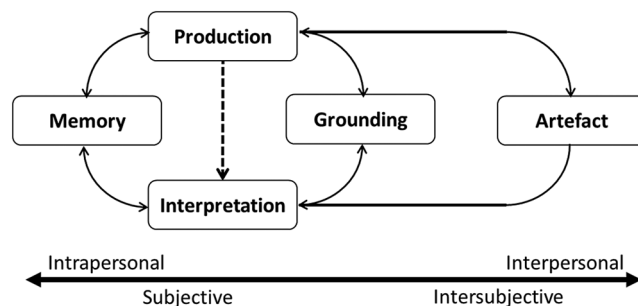 Production
Memory
Grounding
Artefact
Interpretation
Intrapersonal
Interpersonal
Subjective
Intersubjective